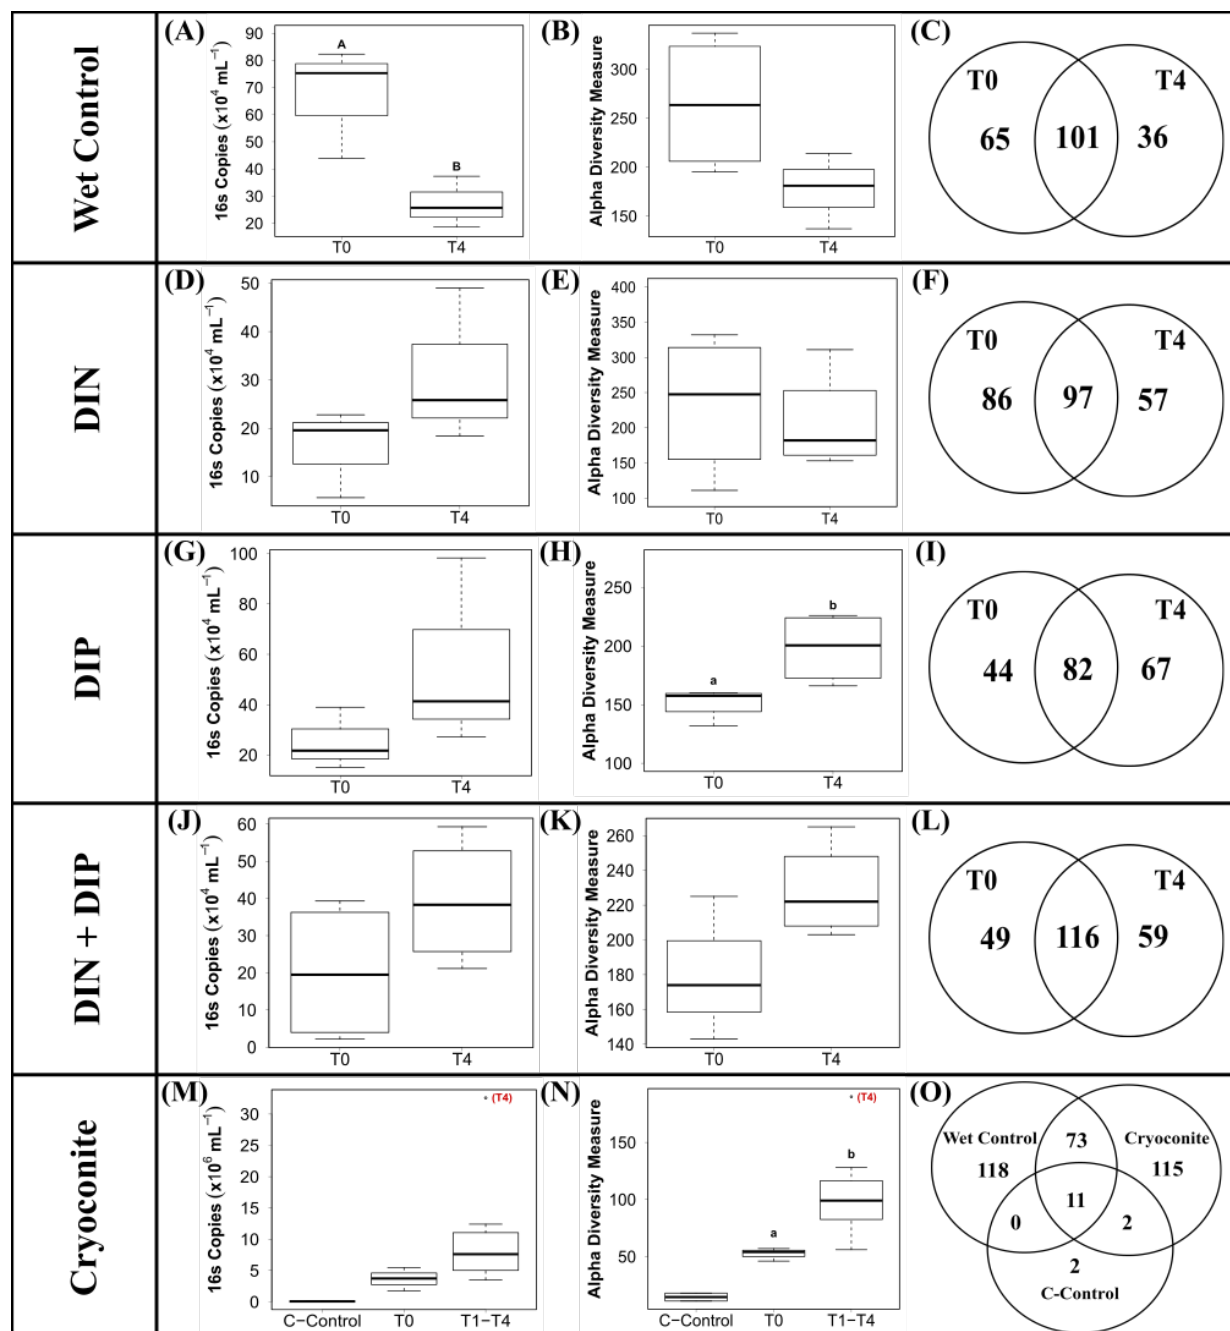 Wet Control
(A)
16s Copies (x10⁴ mL⁻¹)
90
80
70
60
50
40
30
20
A
B
T0
T4
(B)
Alpha Diversity Measure
300
250
200
150
T0
T4
(C)
T0
T4
65
101
36
DIN
(D)
16s Copies (x10⁴ mL⁻¹)
50
40
30
20
10
T0
T4
(E)
Alpha Diversity Measure
400
350
300
250
200
150
100
T0
T4
(F)
T0
T4
86
97
57
DIP
(G)
16s Copies (x10⁴ mL⁻¹)
100
80
60
40
20
T0
T4
(H)
Alpha Diversity Measure
250
200
150
100
a
b
T0
T4
(I)
T0
T4
44
82
67
DIN + DIP
(J)
16s Copies (x10⁴ mL⁻¹)
60
50
40
30
20
10
0
T0
T4
(K)
Alpha Diversity Measure
260
240
220
200
180
160
140
T0
T4
(L)
T0
T4
49
116
59
Cryoconite
(M)
16s Copies (x10⁶ mL⁻¹)
30
25
20
15
10
5
0
(T4)
C−Control
T0
T1−T4
(N)
Alpha Diversity Measure
150
100
50
(T4)
a
b
C−Control
T0
T1−T4
(O)
Wet Control
73
Cryoconite
118
115
11
0
2
2
C-Control